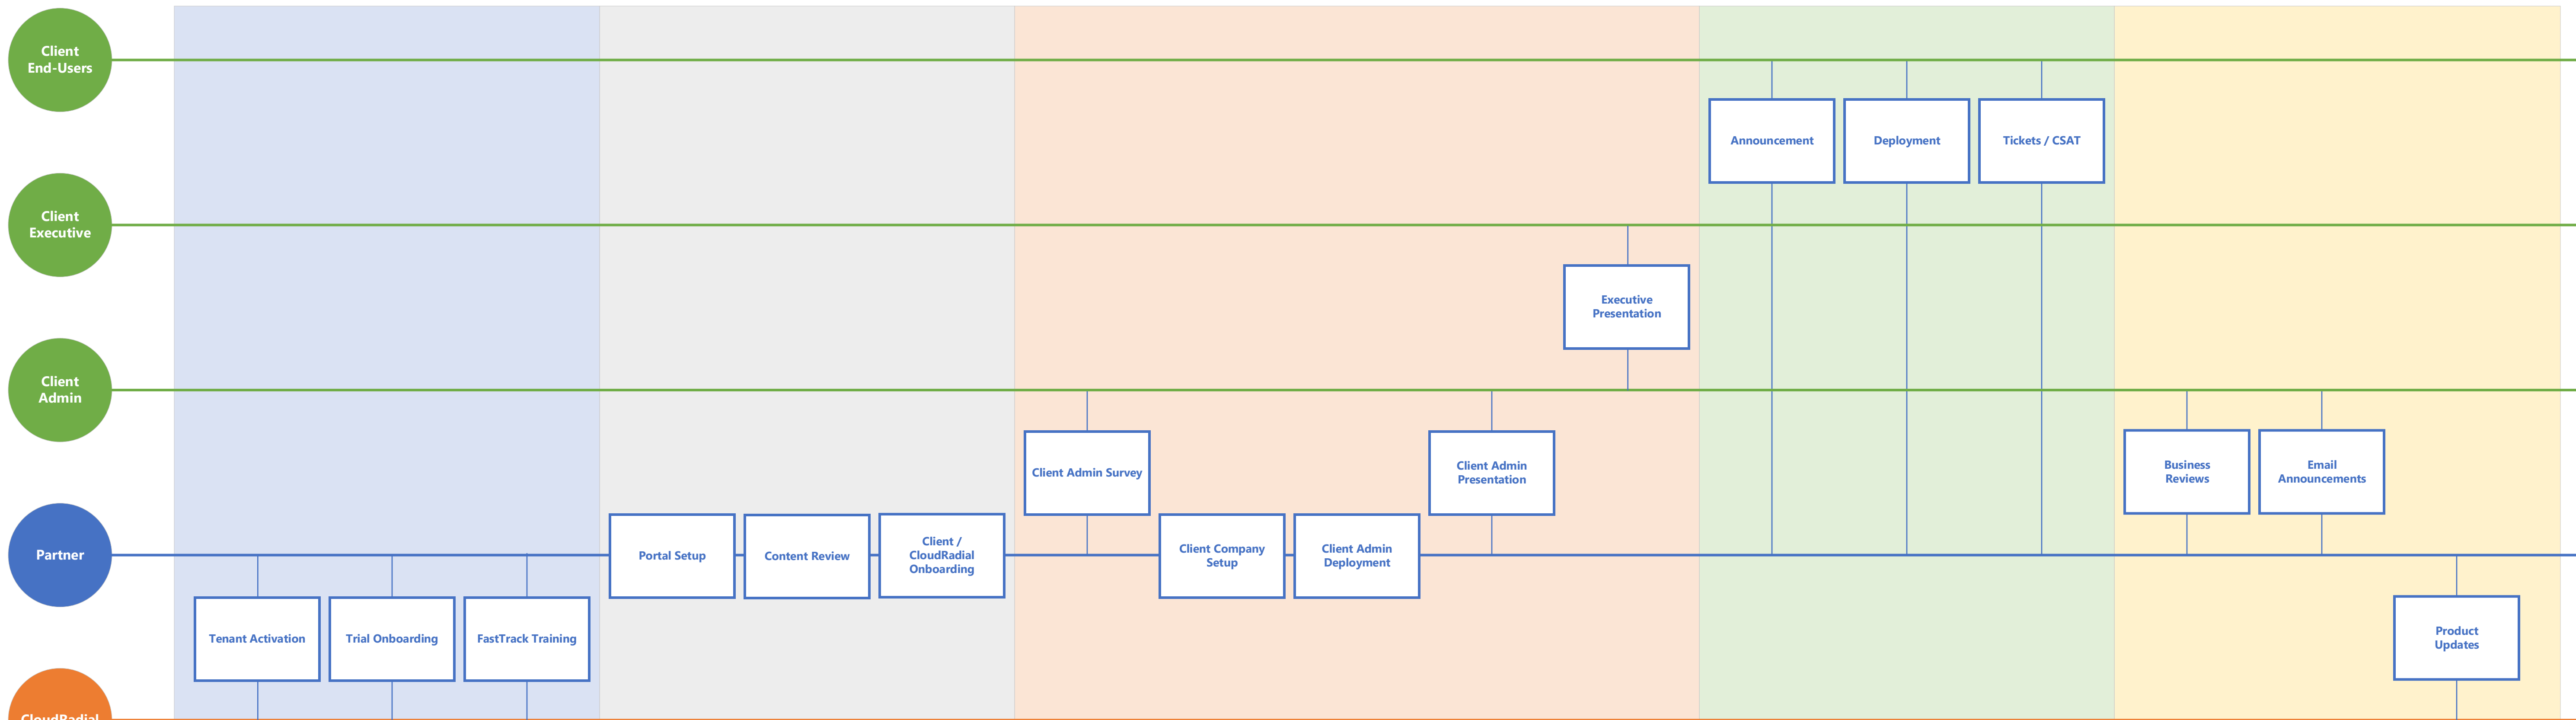 Client
End-Users
Announcement
Deployment
Tickets / CSAT
Client
Executive
Executive
Presentation
Client
Admin
Client Admin Survey
Client Admin
Presentation
Business
Reviews
Email
Announcements
Partner
Portal Setup
Content Review
Client /
CloudRadial
Onboarding
Client Company
Setup
Client Admin
Deployment
Tenant Activation
Trial Onboarding
FastTrack Training
Product
Updates
CloudRadial